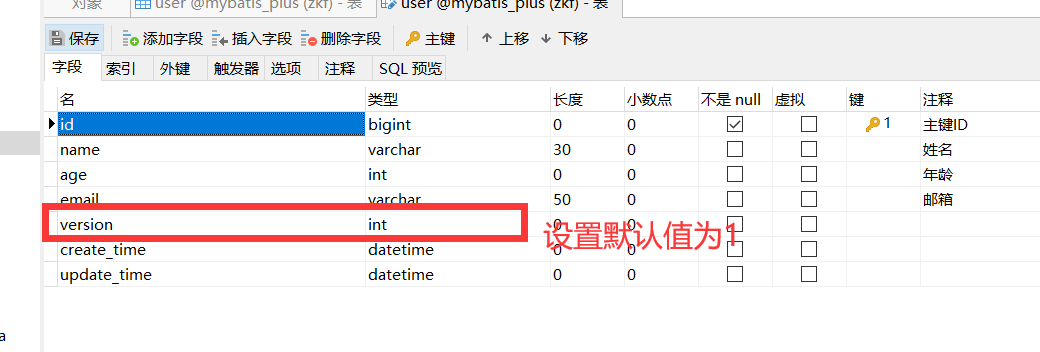 对象 user @mybatis_plus (zkf) - 表 user @mybatis_plus (zkf) - 表
保存 添加字段 插入字段 删除字段 主键 上移 下移
字段 索引 外键 触发器 选项 注释 SQL 预览
名 类型 长度 小数点 不是 null 虚拟 键 注释
id bigint 0 0 1 主键ID
name varchar 30 0 姓名
age int 0 0 年龄
email varchar 50 0 邮箱
version int 0 0
设置默认值为1
create_time datetime 0 0
update_time datetime 0 0
a